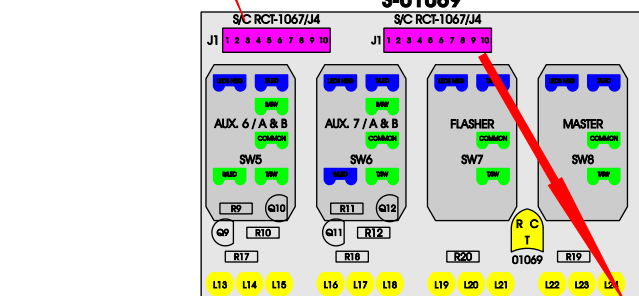 S-01069
S/C RCT-1067/J4 S/C RCT-1067/J4
J1 1 2 3 4 5 6 7 8 9 10 J1 1 2 3 4 5 6 7 8 9 10
AUX. 6 / A & B AUX. 7 / A & B FLASHER MASTER
COMMON COMMON COMMON COMMON
SW5 SW6 SW7 SW8
R9 Q10 R11 Q12
Q9 R10 Q11 R12
R C T
R17 R18 R20 01069 R19
L13 L14 L15 L16 L17 L18 L19 L20 L21 L22 L23 L24